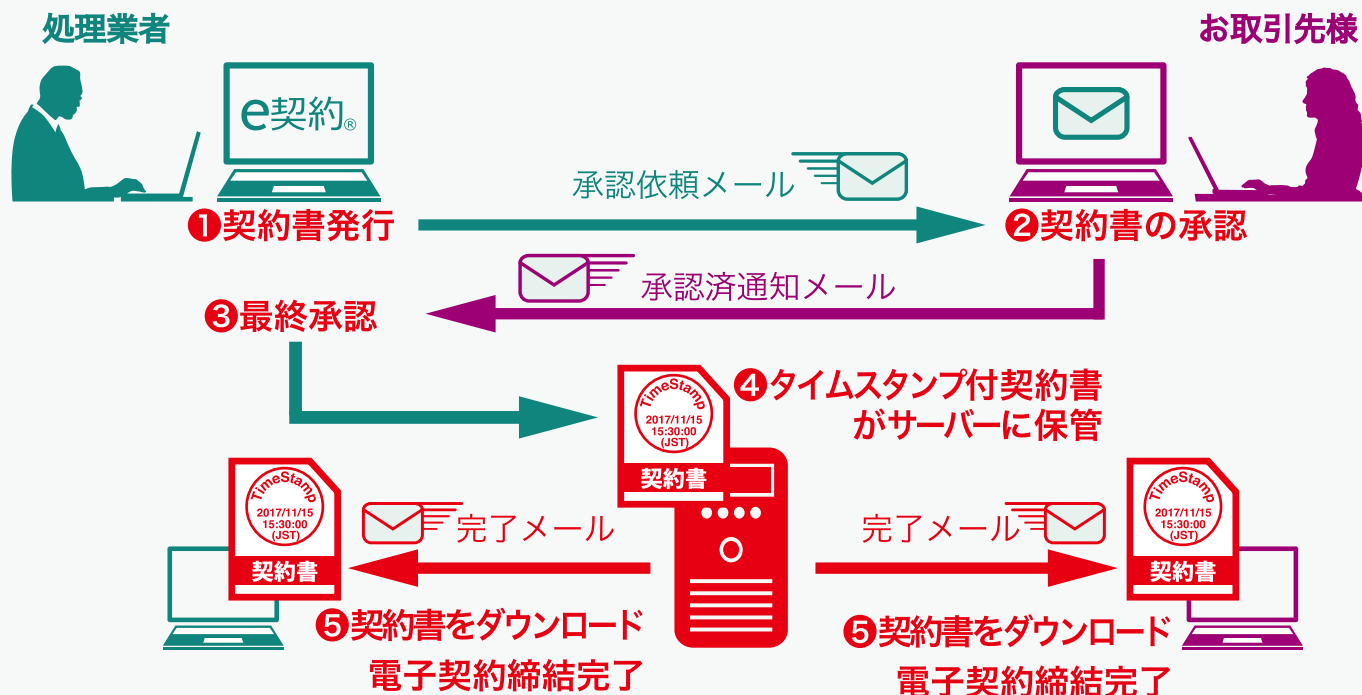 処理業者
お取引先様
e契約®
承認依頼メール
❶契約書発行
❷契約書の承認
承認済通知メール
❸最終承認
❹タイムスタンプ付契約書
がサーバーに保管
TimeStamp
2017/11/15
15:30:00
(JST)
契約書
TimeStamp
2017/11/15
15:30:00
(JST)
契約書
完了メール
完了メール
TimeStamp
2017/11/15
15:30:00
(JST)
契約書
❺契約書をダウンロード
電子契約締結完了
❺契約書をダウンロード
電子契約締結完了